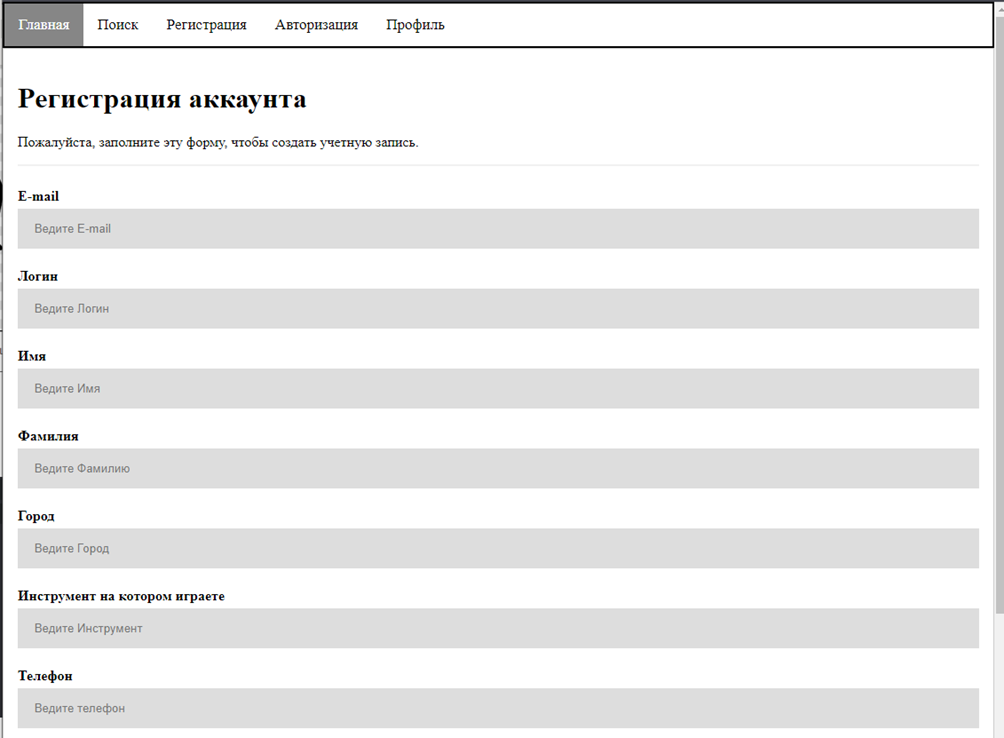 Главная Поиск Регистрация Авторизация Профиль
Регистрация аккаунта
Пожалуйста, заполните эту форму, чтобы создать учетную запись.
E-mail
Ведите E-mail
Логин
Ведите Логин
Имя
Ведите Имя
Фамилия
Ведите Фамилию
Город
Ведите Город
Инструмент на котором играете
Ведите Инструмент
Телефон
Ведите телефон